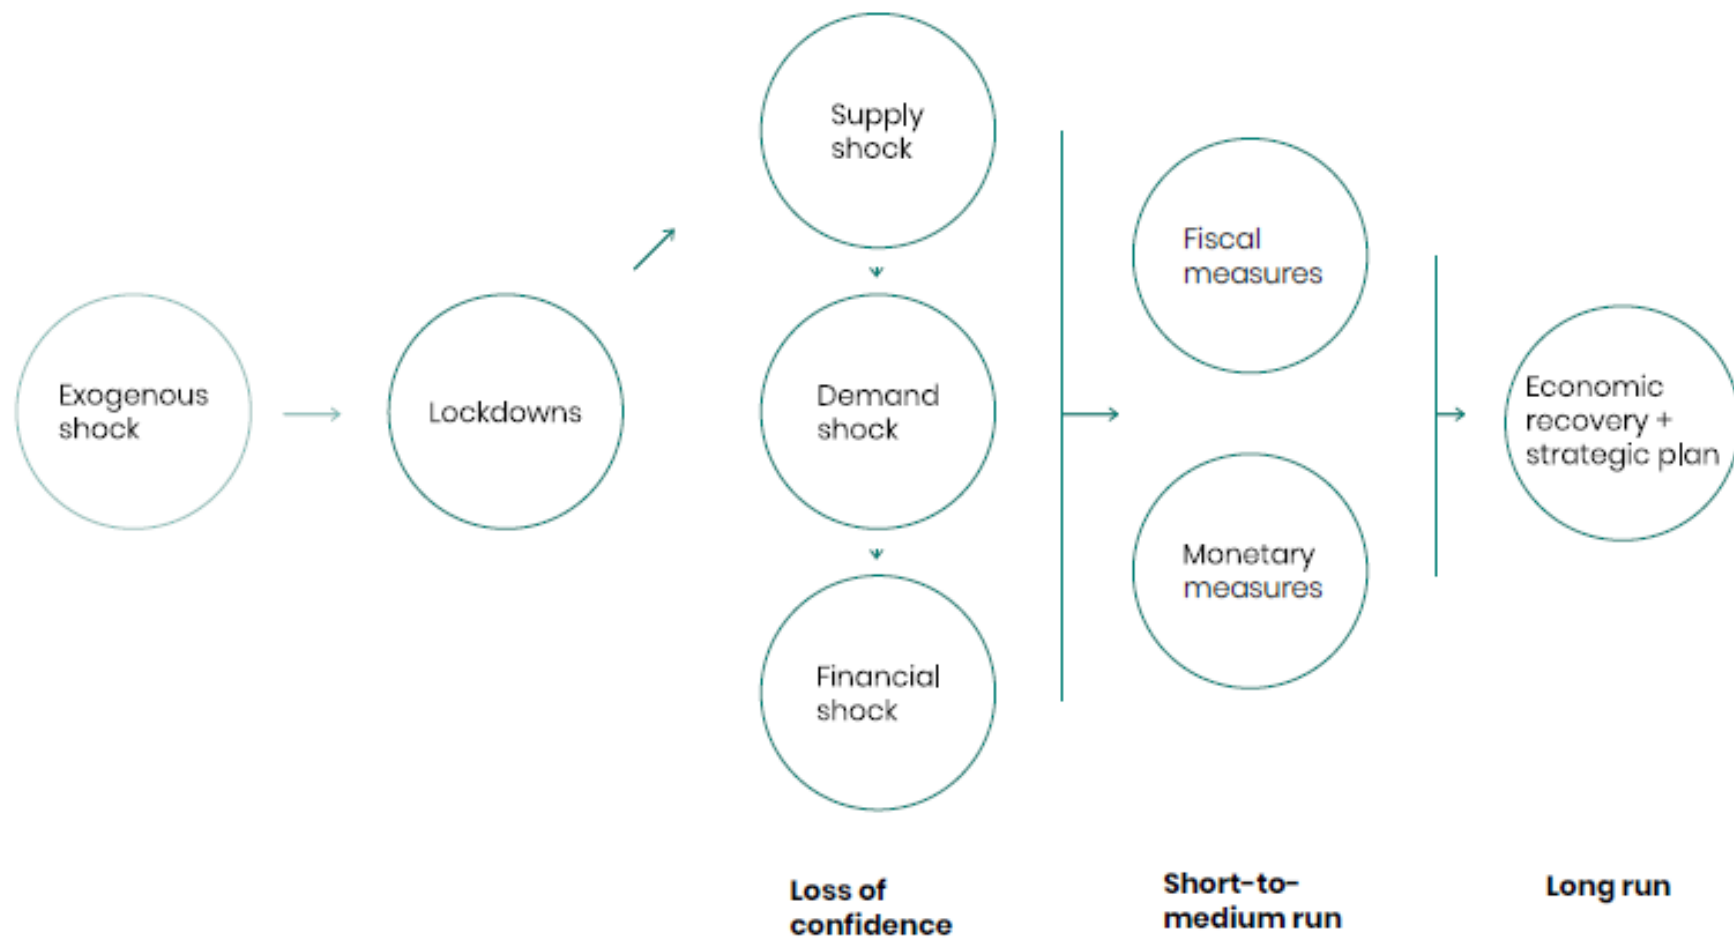 Supply
shock
Fiscal
measures
Exogenous
shock
Lockdowns
Demand
shock
Economic
recovery +
strategic plan
Monetary
measures
Financial
shock
Loss of
confidence
Short-to-
medium run
Long run